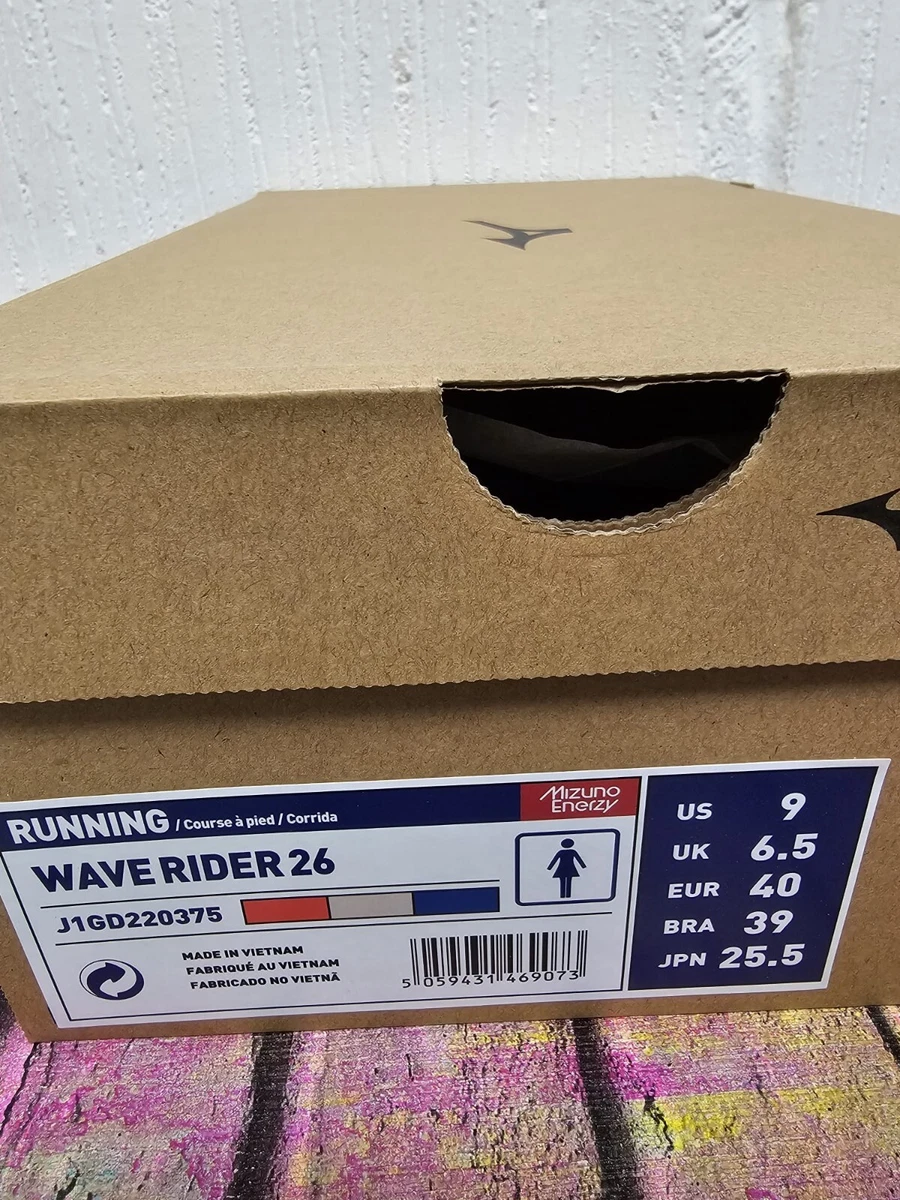 RUNNING / Course à pied / Corrida
Mizuno
Enerzy
WAVE RIDER 26
J1GD220375
MADE IN VIETNAM
FABRIQUÉ AU VIETNAM
FABRICADO NO VIETNÃ
5 059431 469073
US 9
UK 6.5
EUR 40
BRA 39
JPN 25.5